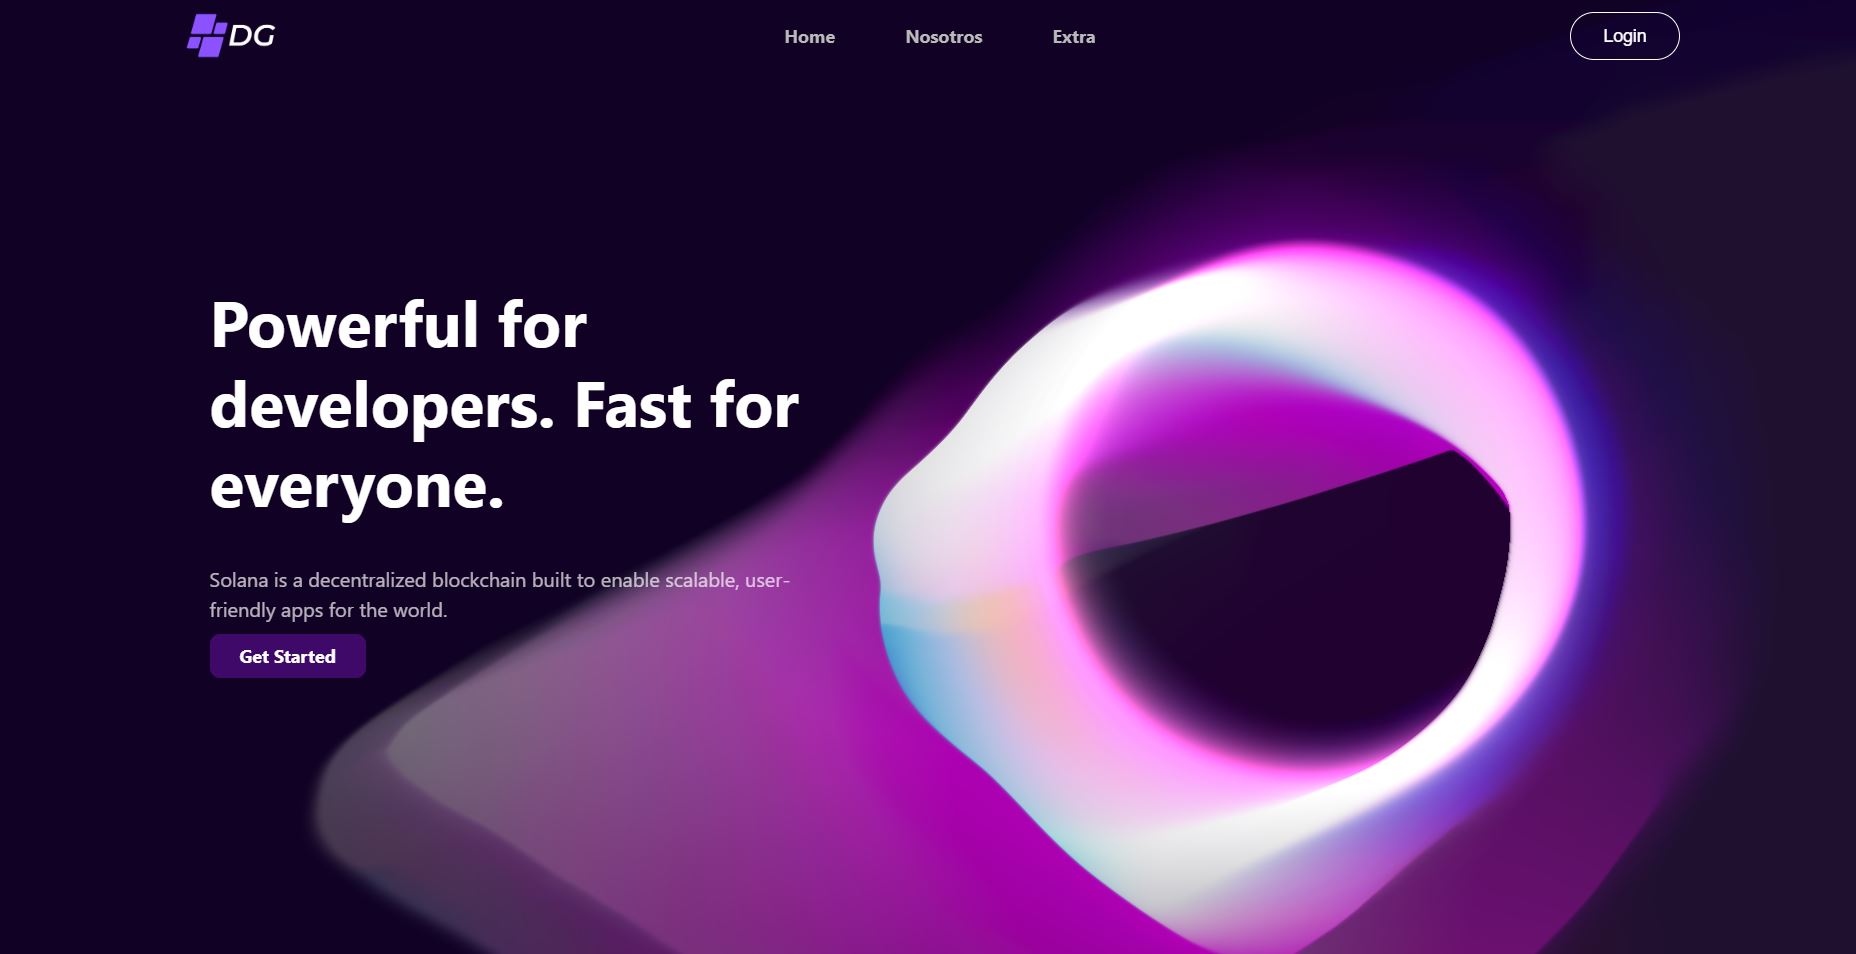 DG
Home
Nosotros
Extra
Login
Powerful for
developers. Fast for
everyone.
Solana is a decentralized blockchain built to enable scalable, user-
friendly apps for the world.
Get Started